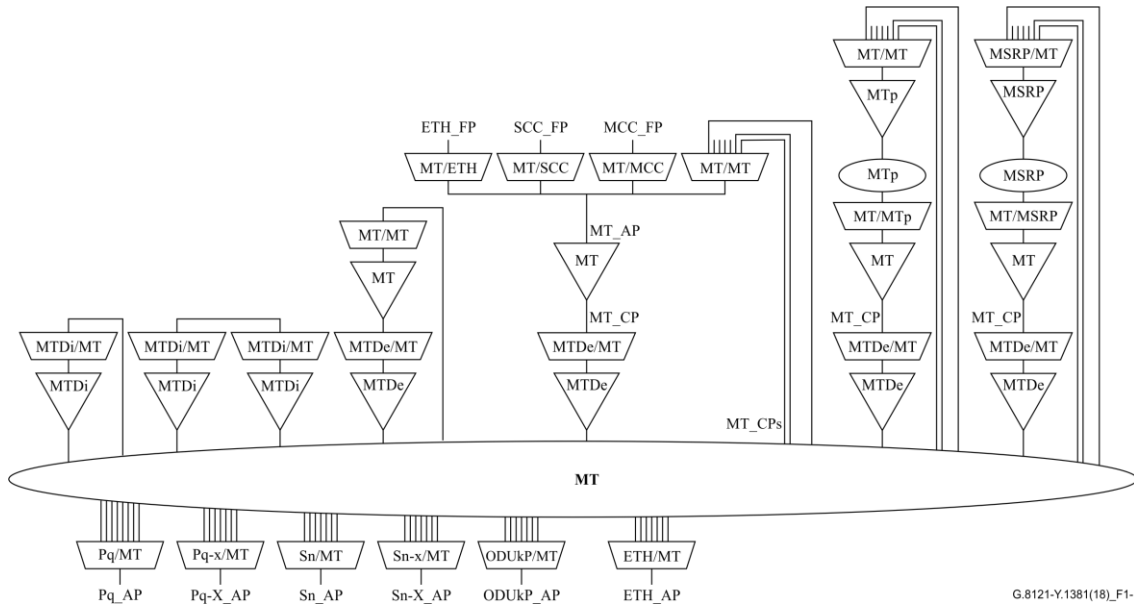 MT/MT MSRP/MT
MTp MSRP
ETH_FP SCC_FP MCC_FP
MT/ETH MT/SCC MT/MCC MT/MT
MTp MSRP
MT/MT MT/MTp MT/MSRP
MT_AP
MT MT MT MT
MT_CP MT_CP MT_CP
MTDi/MT MTDi/MT MTDi/MT MTDe/MT MTDe/MT MTDe/MT MTDe/MT
MTDi MTDi MTDi MTDe MTDe MTDe MTDe
MT_CPs
MT
Pq/MT Pq-x/MT Sn/MT Sn-x/MT ODUkP/MT ETH/MT
Pq_AP Pq-X_AP Sn_AP Sn-X_AP ODUkP_AP ETH_AP
G.8121-Y.1381(18)_F1-